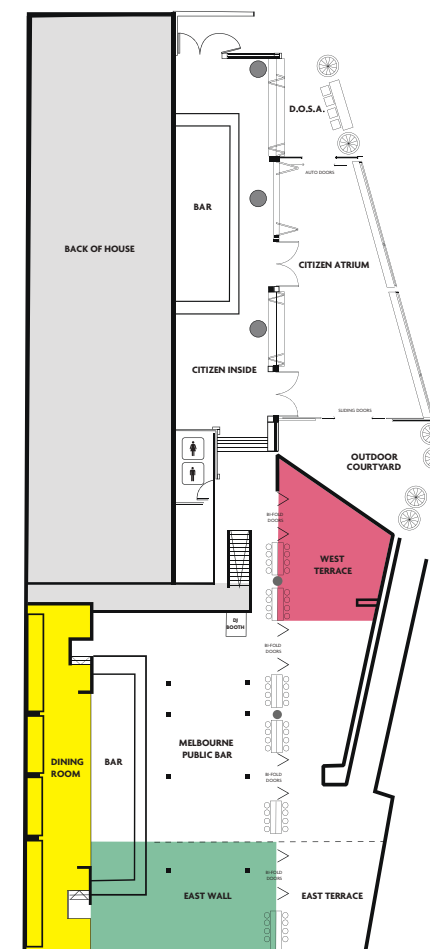 D.O.S.A.
AUTO DOORS
BAR
BACK OF HOUSE
CITIZEN ATRIUM
CITIZEN INSIDE
SLIDING DOORS
OUTDOOR
COURTYARD
BI-FOLD
DOORS
WEST
TERRACE
DJ
BOOTH
BI-FOLD
DOORS
MELBOURNE
PUBLIC BAR
DINING
ROOM
BAR
BI-FOLD
DOORS
BI-FOLD
DOORS
EAST WALL
EAST TERRACE